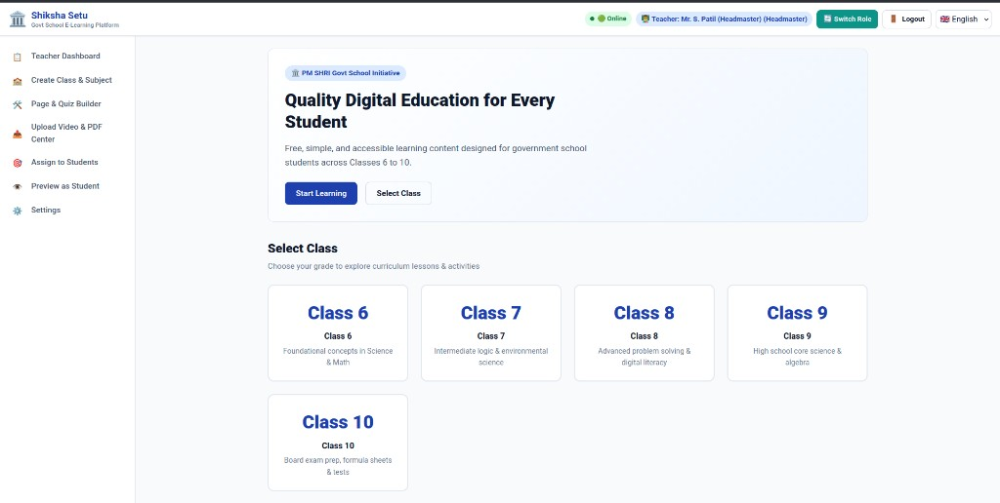 Shiksha Setu
Govt School E-Learning Platform
Online
Teacher: Mr. S. Patil (Headmaster) (Headmaster)
Switch Role
Logout
English
Teacher Dashboard
Create Class & Subject
Page & Quiz Builder
Upload Video & PDF
Center
Assign to Students
Preview as Student
Settings
PM SHRI Govt School Initiative
Quality Digital Education for Every
Student
Free, simple, and accessible learning content designed for government school
students across Classes 6 to 10.
Start Learning
Select Class
Select Class
Choose your grade to explore curriculum lessons & activities
Class 6
Class 6
Foundational concepts in Science
& Math
Class 7
Class 7
Intermediate logic & environmental
science
Class 8
Class 8
Advanced problem solving &
digital literacy
Class 9
Class 9
High school core science &
algebra
Class 10
Class 10
Board exam prep, formula sheets
& tests